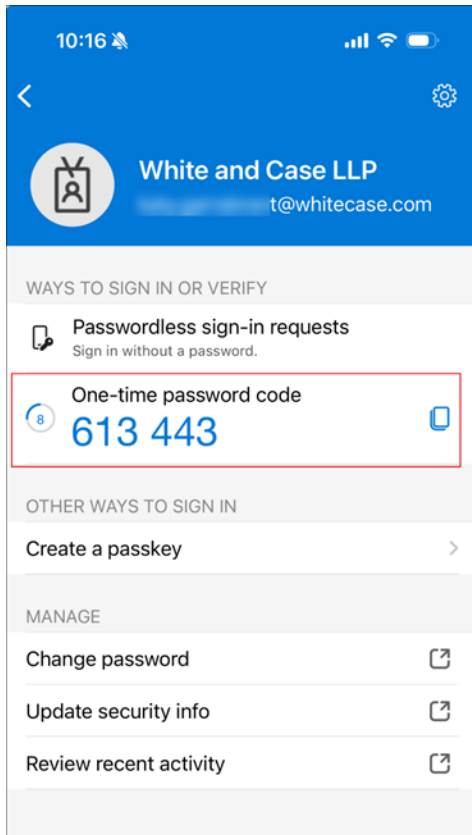 10:16
White and Case LLP
t@whitecase.com
WAYS TO SIGN IN OR VERIFY
Passwordless sign-in requests
Sign in without a password.
One-time password code
8
613 443
OTHER WAYS TO SIGN IN
Create a passkey
MANAGE
Change password
Update security info
Review recent activity